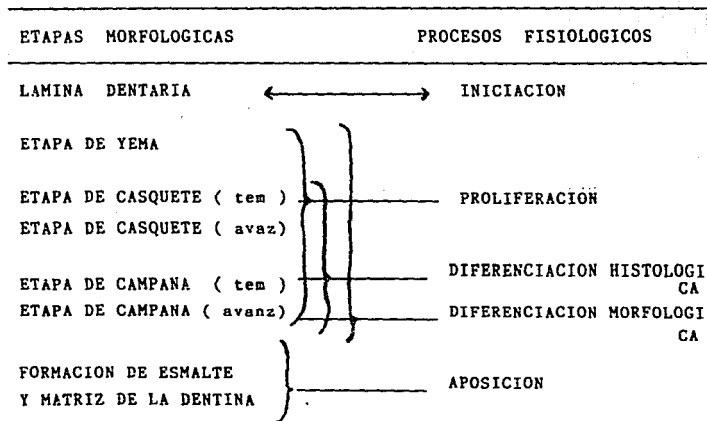 ETAPAS MORFOLOGICAS PROCESOS FISIOLOGICOS
LAMINA DENTARIA INICIACION
ETAPA DE YEMA
ETAPA DE CASQUETE ( tem ) PROLIFERACION
ETAPA DE CASQUETE ( avaz)
ETAPA DE CAMPANA ( tem ) DIFERENCIACION HISTOLOGI
CA
ETAPA DE CAMPANA ( avanz) DIFERENCIACION MORFOLOGI
CA
FORMACION DE ESMALTE
Y MATRIZ DE LA DENTINA APOSICION